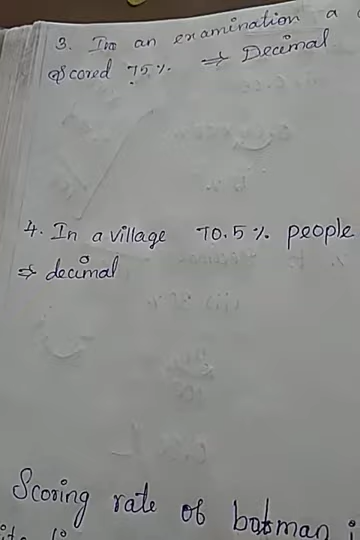 3. In an examination a
scored 75% ⇒ Decimal
4. In a village 70.5% people
⇒ decimal
Scoring rate of batman